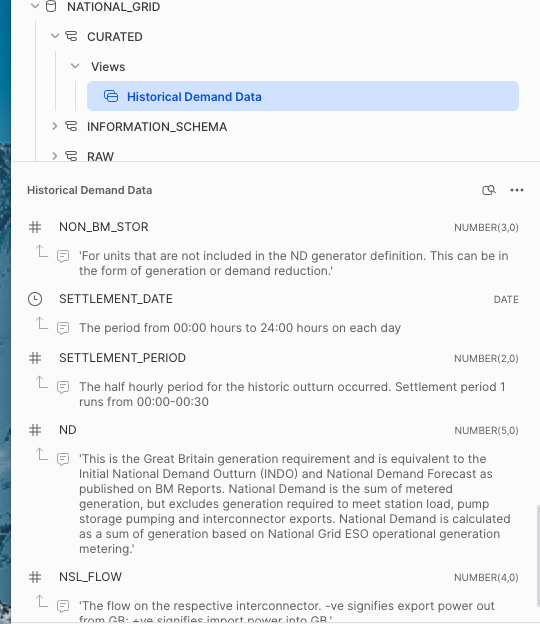 NATIONAL_GRID
CURATED
Views
Historical Demand Data
INFORMATION_SCHEMA
RAW
Historical Demand Data
NON_BM_STOR NUMBER(3,0)
'For units that are not included in the ND generator definition. This can be in
the form of generation or demand reduction.'
SETTLEMENT_DATE DATE
The period from 00:00 hours to 24:00 hours on each day
SETTLEMENT_PERIOD NUMBER(2,0)
The half hourly period for the historic outturn occurred. Settlement period 1
runs from 00:00-00:30
ND NUMBER(5,0)
'This is the Great Britain generation requirement and is equivalent to the
Initial National Demand Outturn (INDO) and National Demand Forecast as
published on BM Reports. National Demand is the sum of metered
generation, but excludes generation required to meet station load, pump
storage pumping and interconnector exports. National Demand is calculated
as a sum of generation based on National Grid ESO operational generation
metering.'
NSL_FLOW NUMBER(4,0)
'The flow on the respective interconnector. -ve signifies export power out
from GB; +ve signifies import power into GB.'